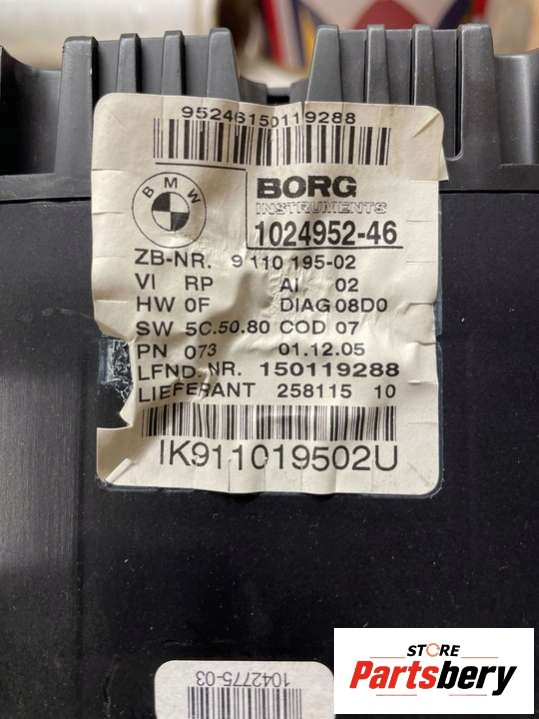 95246150119288
BMW
BORG
INSTRUMENTS
1024952-46
ZB-NR. 9 110 195-02
VI RP AI 02
HW 0F DIAG 08D0
SW 5C.50.80 COD 07
PN 073 01.12.05
LFND. NR. 150119288
LIEFERANT 258115 10
IK911019502U
1042775-03
STORE
Partsbery